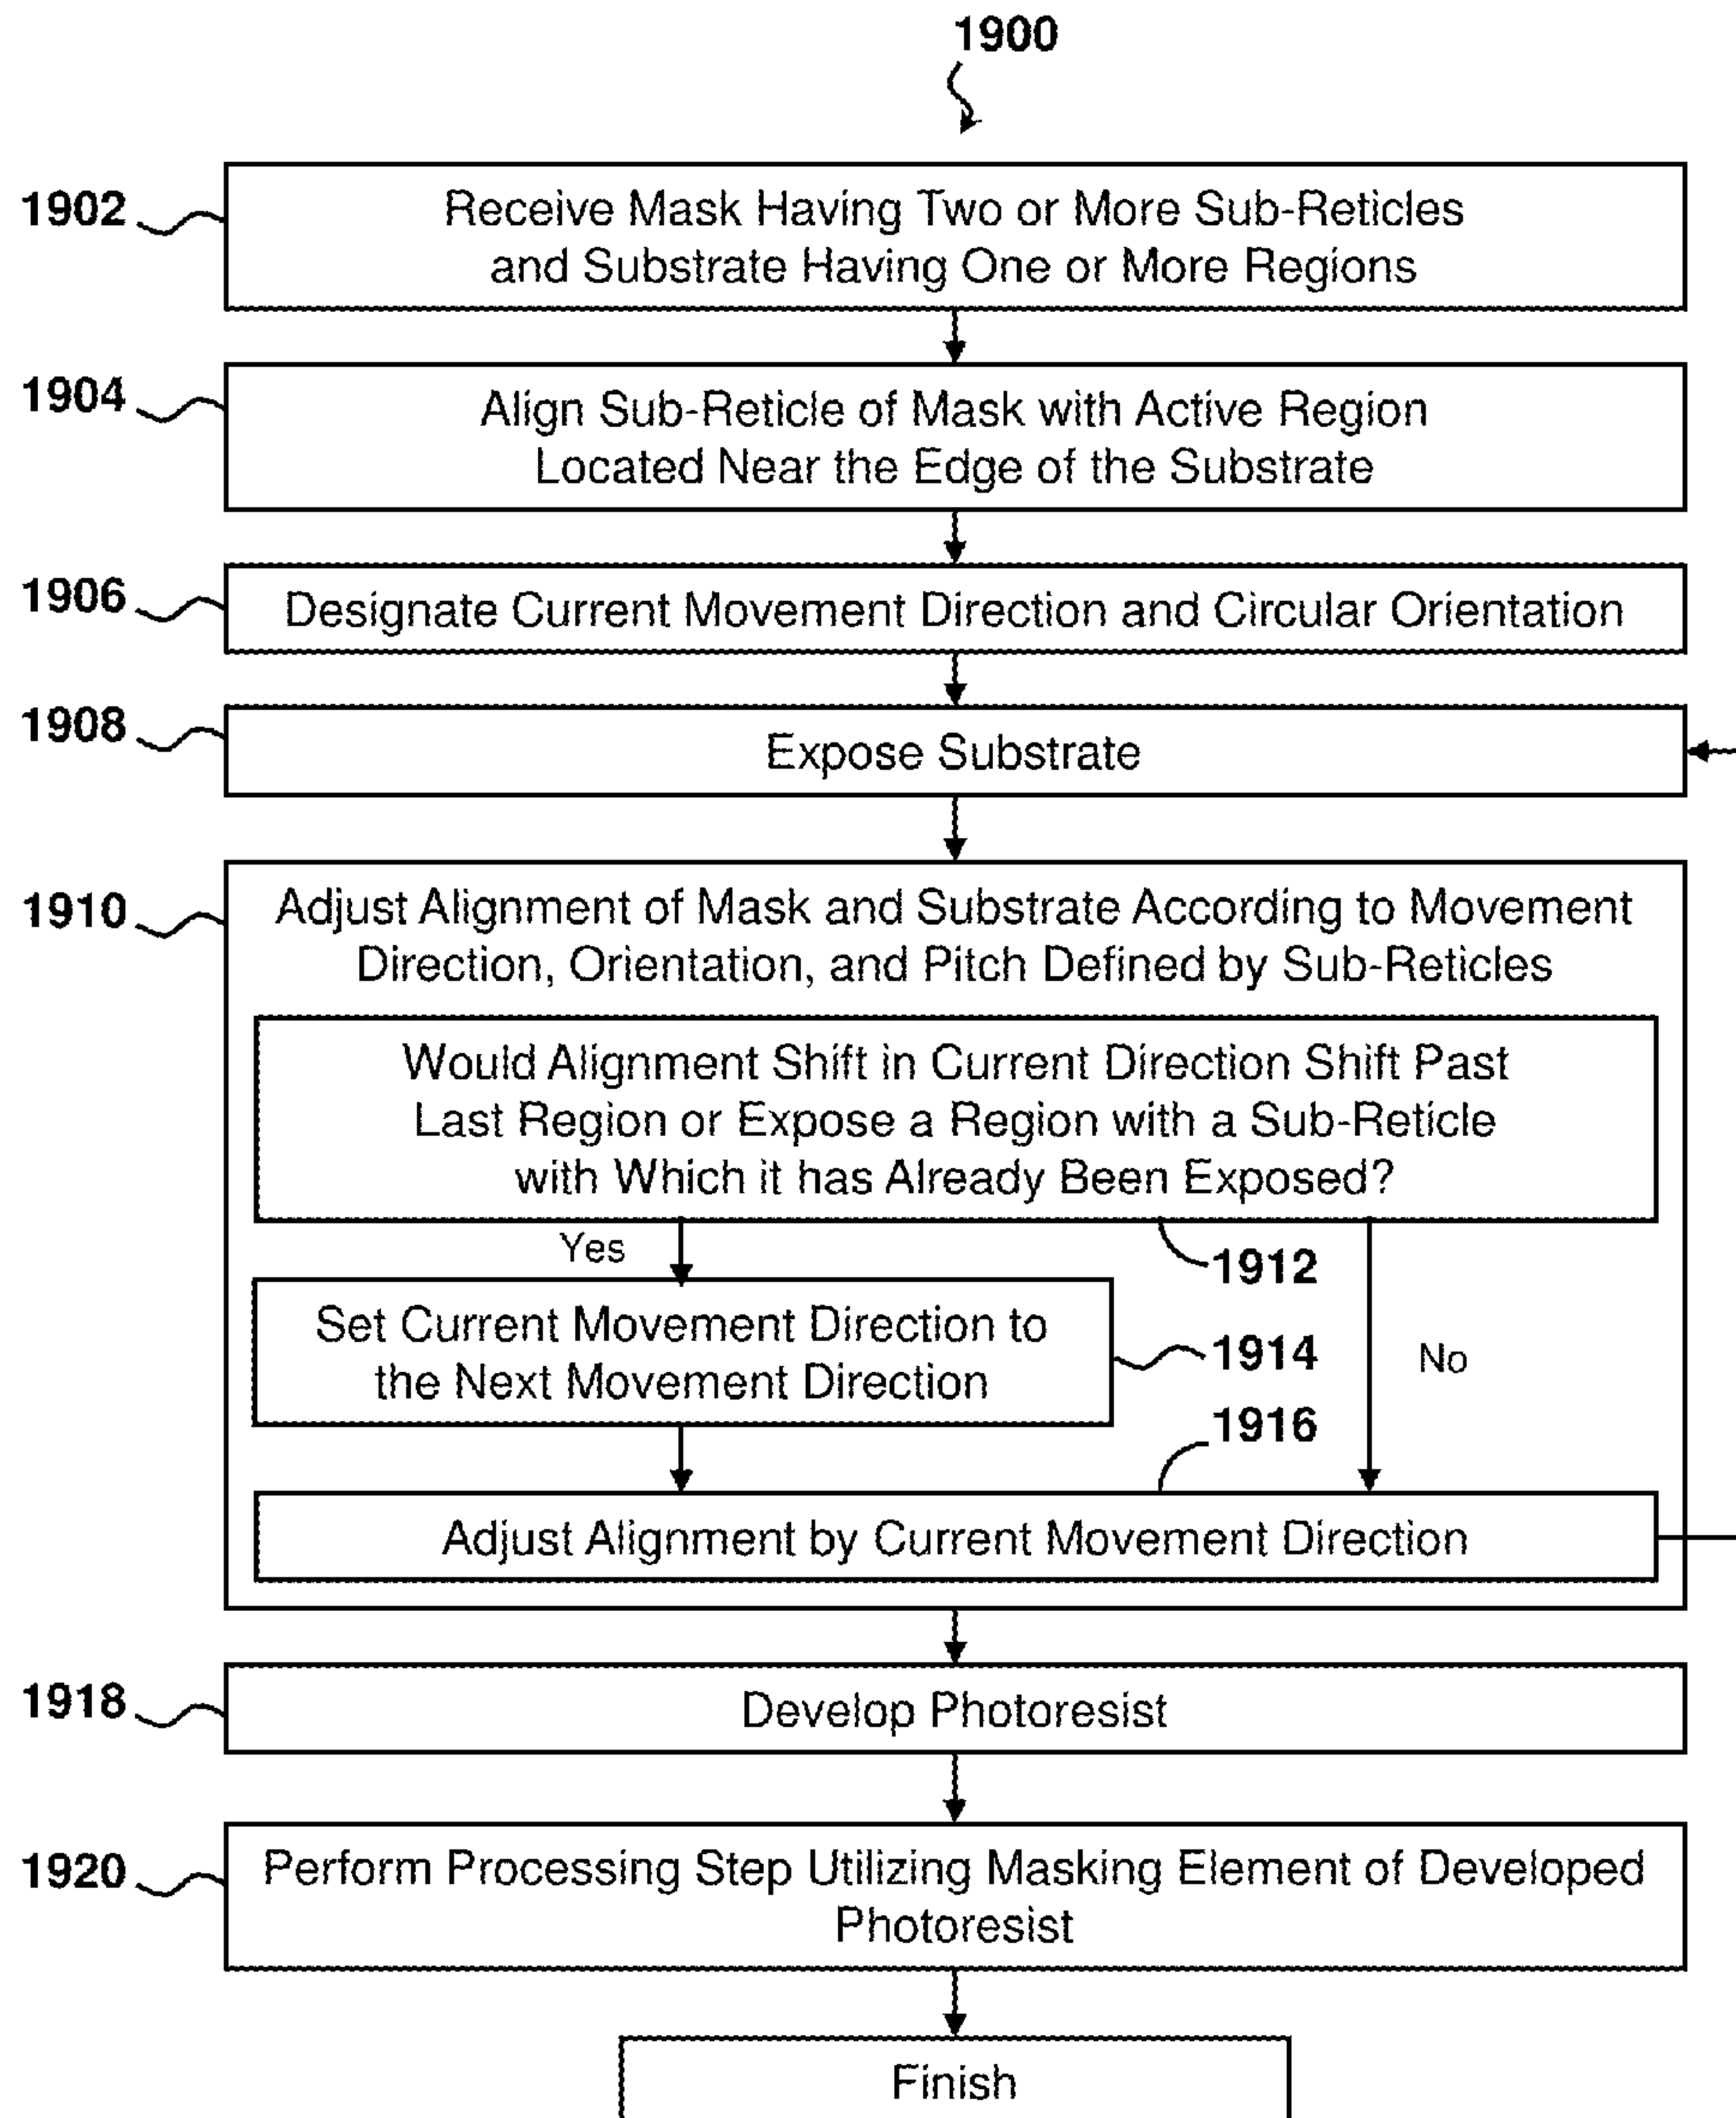 1900
1902
Receive Mask Having Two or More Sub-Reticles
and Substrate Having One or More Regions
1904
Align Sub-Reticle of Mask with Active Region
Located Near the Edge of the Substrate
1906
Designate Current Movement Direction and Circular Orientation
1908
Expose Substrate
1910
Adjust Alignment of Mask and Substrate According to Movement
Direction, Orientation, and Pitch Defined by Sub-Reticles
Would Alignment Shift in Current Direction Shift Past
Last Region or Expose a Region with a Sub-Reticle
with Which it has Already Been Exposed?
Yes
1912
Set Current Movement Direction to
the Next Movement Direction
1914
No
1916
Adjust Alignment by Current Movement Direction
1918
Develop Photoresist
1920
Perform Processing Step Utilizing Masking Element of Developed
Photoresist
Finish